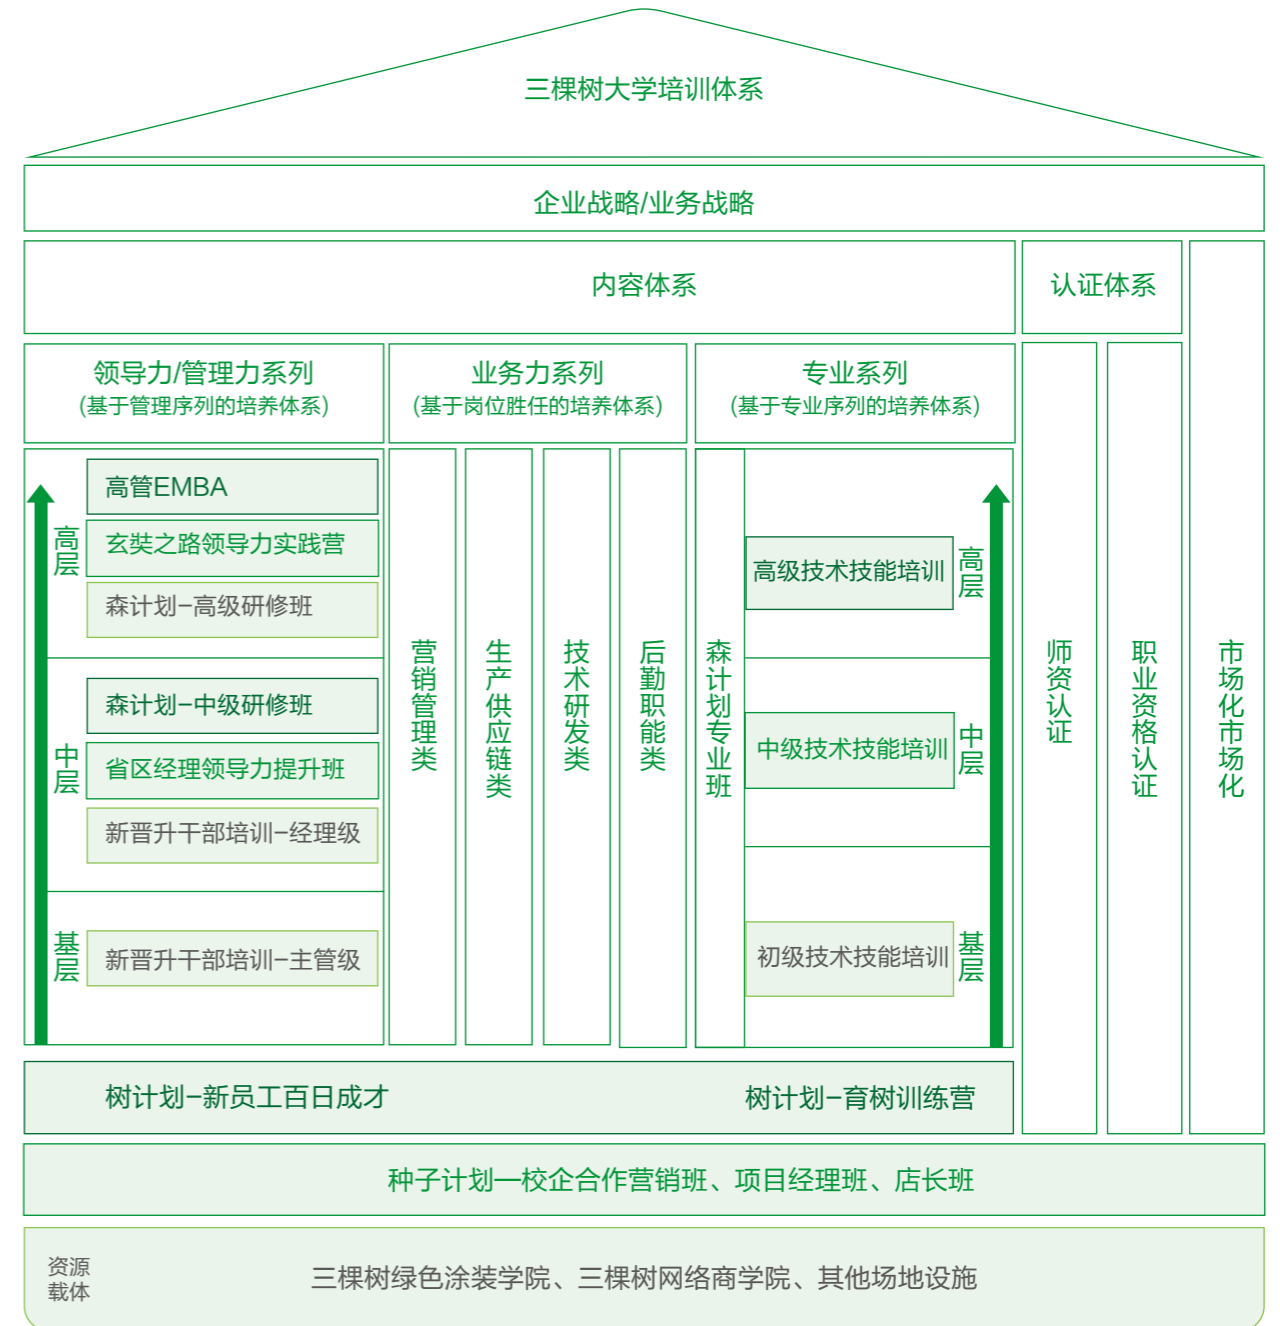 三棵树大学培训体系
企业战略/业务战略
内容体系
认证体系
市场化市场化
领导力/管理力系列
(基于管理序列的培养体系)
业务力系列
(基于岗位胜任的培养体系)
专业系列
(基于专业序列的培养体系)
高层
高管EMBA
玄奘之路领导力实践营
森计划-高级研修班
中层
森计划-中级研修班
省区经理领导力提升班
新晋升干部培训-经理级
基层
新晋升干部培训-主管级
营销管理类
生产供应链类
技术研发类
后勤职能类
森计划专业班
高级技术技能培训
高层
中级技术技能培训
中层
初级技术技能培训
基层
师资认证
职业资格认证
树计划-新员工百日成才
树计划-育树训练营
种子计划—校企合作营销班、项目经理班、店长班
资源
载体
三棵树绿色涂装学院、三棵树网络商学院、其他场地设施